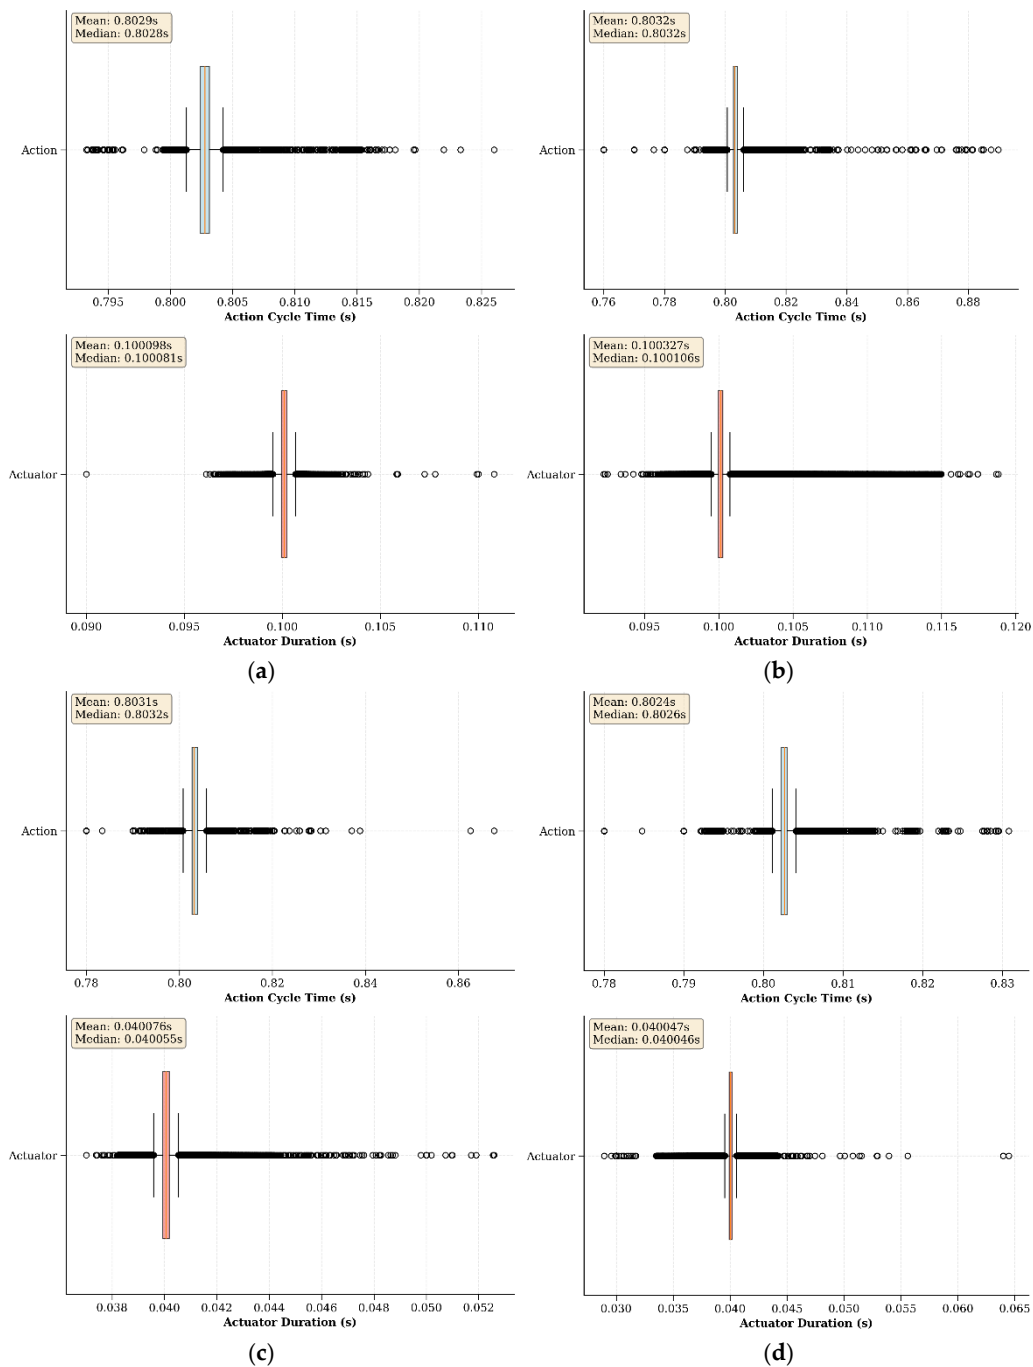 Mean: 0.8029s
Median: 0.8028s
Action
0.795 0.800 0.805 0.810 0.815 0.820 0.825
Action Cycle Time (s)
Mean: 0.100098s
Median: 0.100081s
Actuator
0.090 0.095 0.100 0.105 0.110
Actuator Duration (s)
(a)
Mean: 0.8032s
Median: 0.8032s
Action
0.76 0.78 0.80 0.82 0.84 0.86 0.88
Action Cycle Time (s)
Mean: 0.100327s
Median: 0.100106s
Actuator
0.095 0.100 0.105 0.110 0.115 0.120
Actuator Duration (s)
(b)
Mean: 0.8031s
Median: 0.8032s
Action
0.78 0.80 0.82 0.84 0.86
Action Cycle Time (s)
Mean: 0.040076s
Median: 0.040055s
Actuator
0.038 0.040 0.042 0.044 0.046 0.048 0.050 0.052
Actuator Duration (s)
(c)
Mean: 0.8024s
Median: 0.8026s
Action
0.78 0.79 0.80 0.81 0.82 0.83
Action Cycle Time (s)
Mean: 0.040047s
Median: 0.040046s
Actuator
0.030 0.035 0.040 0.045 0.050 0.055 0.060 0.065
Actuator Duration (s)
(d)